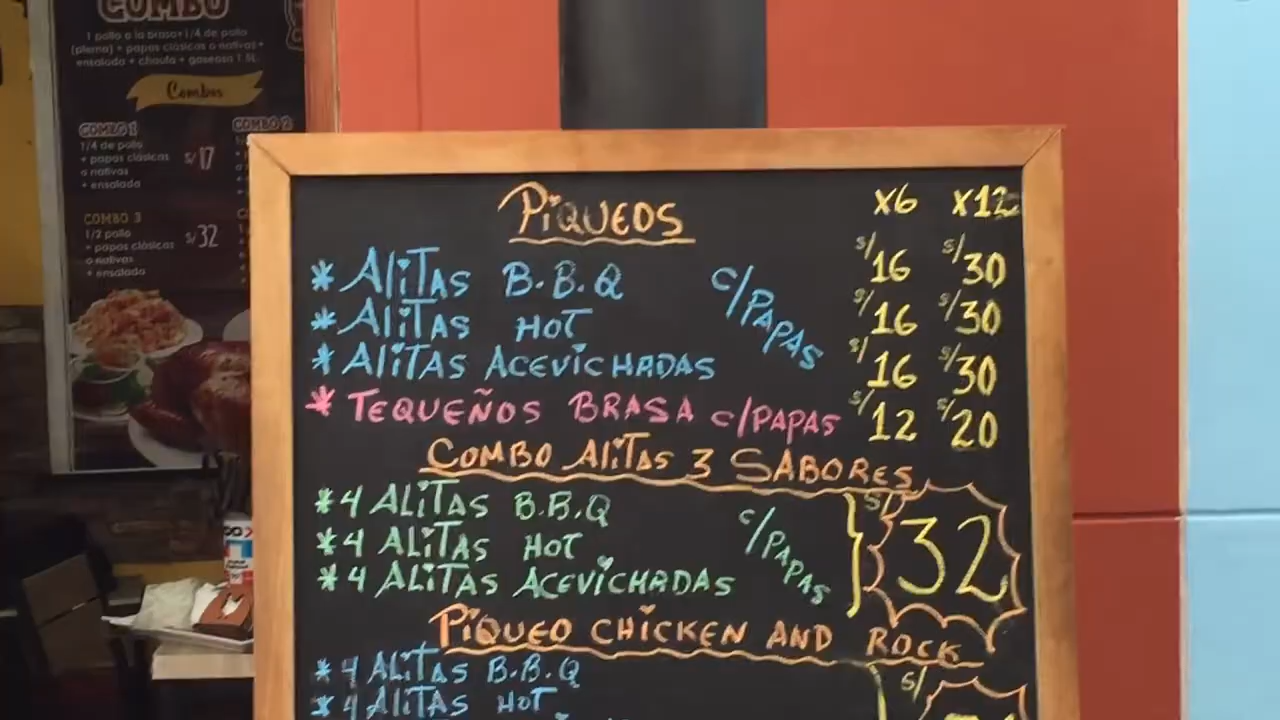 COMBO
1 pollo a la brasa+1/4 de pollo
(pierna) + papas clásicas o nativas +
ensalada + chaufa + gaseosa 1.5L
Combos
COMBO 1
1/4 de pollo
+ papas clásicas
o nativas
+ ensalada
S/17
COMBO 2
COMBO 3
1/2 pollo
+ papas clásicas
o nativas
+ ensalada
S/32
PIQUEOS X6 X12
* ALITAS B.B.Q S/16 S/30
* ALITAS HOT C/PAPAS S/16 S/30
* ALITAS ACEVICHADAS S/16 S/30
* TEQUEÑOS BRASA C/PAPAS S/12 S/20
COMBO ALITAS 3 SABORES
* 4 ALITAS B.B.Q
* 4 ALITAS HOT C/PAPAS S/32
* 4 ALITAS ACEVICHADAS
PIQUEO CHICKEN AND ROCK
* 4 ALITAS B.B.Q
* 4 ALITAS HOT S/